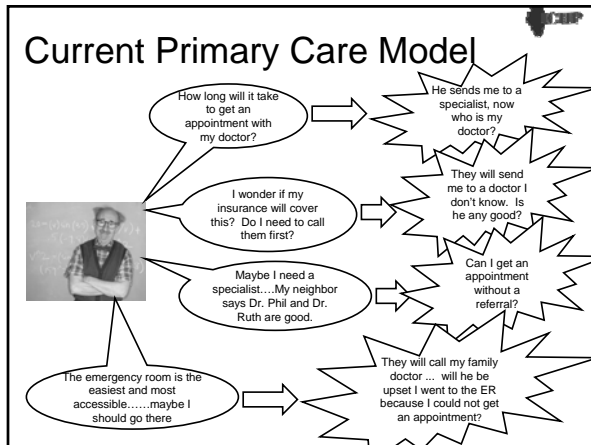 Current Primary Care Model
How long will it take
to get an
appointment with
my doctor?
He sends me to a
specialist, now
who is my
doctor?
I wonder if my
insurance will cover
this?  Do I need to call
them first?
They will send
me to a doctor I
don't know.  Is
he any good?
Maybe I need a
specialist....My neighbor
says Dr. Phil and Dr.
Ruth are good.
Can I get an
appointment
without a
referral?
The emergency room is the
easiest and most
accessible......maybe I
should go there
They will call my family
doctor ...  will he be
upset I went to the ER
because I could not get
an appointment?